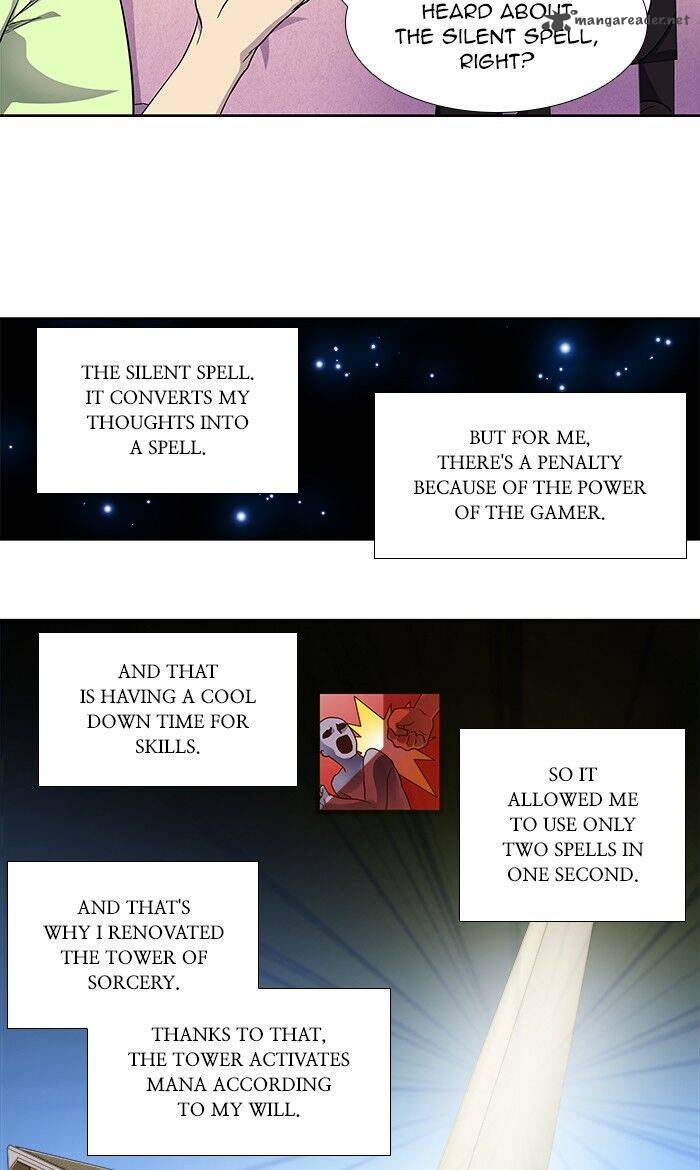 mangareader.net
HEARD ABOUT
THE SILENT SPELL,
RIGHT?
THE SILENT SPELL.
IT CONVERTS MY
THOUGHTS INTO
A SPELL.
BUT FOR ME,
THERE'S A PENALTY
BECAUSE OF THE POWER
OF THE GAMER.
AND THAT
IS HAVING A COOL
DOWN TIME FOR
SKILLS.
SO IT
ALLOWED ME
TO USE ONLY
TWO SPELLS IN
ONE SECOND.
AND THAT'S
WHY I RENOVATED
THE TOWER OF
SORCERY.
THANKS TO THAT,
THE TOWER ACTIVATES
MANA ACCORDING
TO MY WILL.